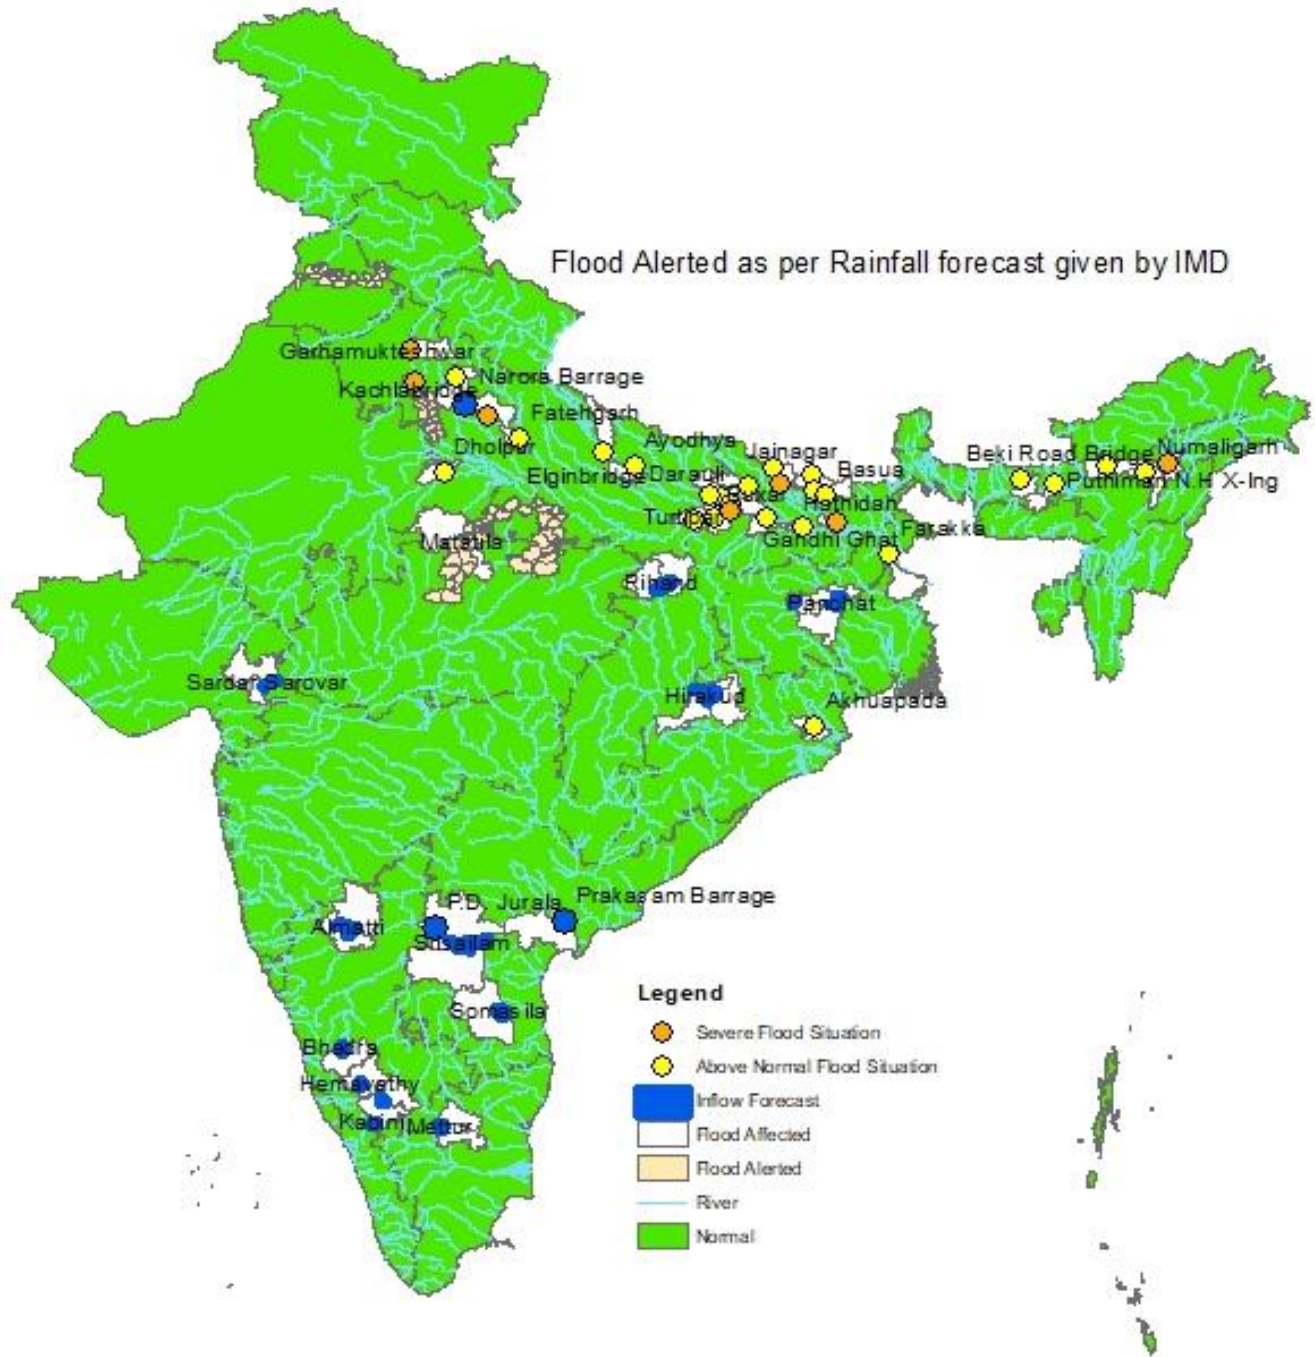 Flood Alerted as per Rainfall forecast given by IMD
Garhamukteshwar
Narora Barrage
Kachlabridge
Fatehgarh
Dholpur
Ayodhya
Elginbridge
Darauli
Jainagar
Basua
Buxar
Hathidah
Turtipar
Gandhi Ghat
Farakka
Beki Road Bridge
Numaligarh
Puthimari N.H X-Ing
Matatila
Rihand
Panchat
Sardar Sarovar
Hirakud
Akhuapada
Almatti
P.D. Jurala
Prakasam Barrage
Srisailam
Somasila
Bhadra
Hemavathy
Kabini
Mettur
Legend
Severe Flood Situation
Above Normal Flood Situation
Inflow Forecast
Flood Affected
Flood Alerted
River
Normal